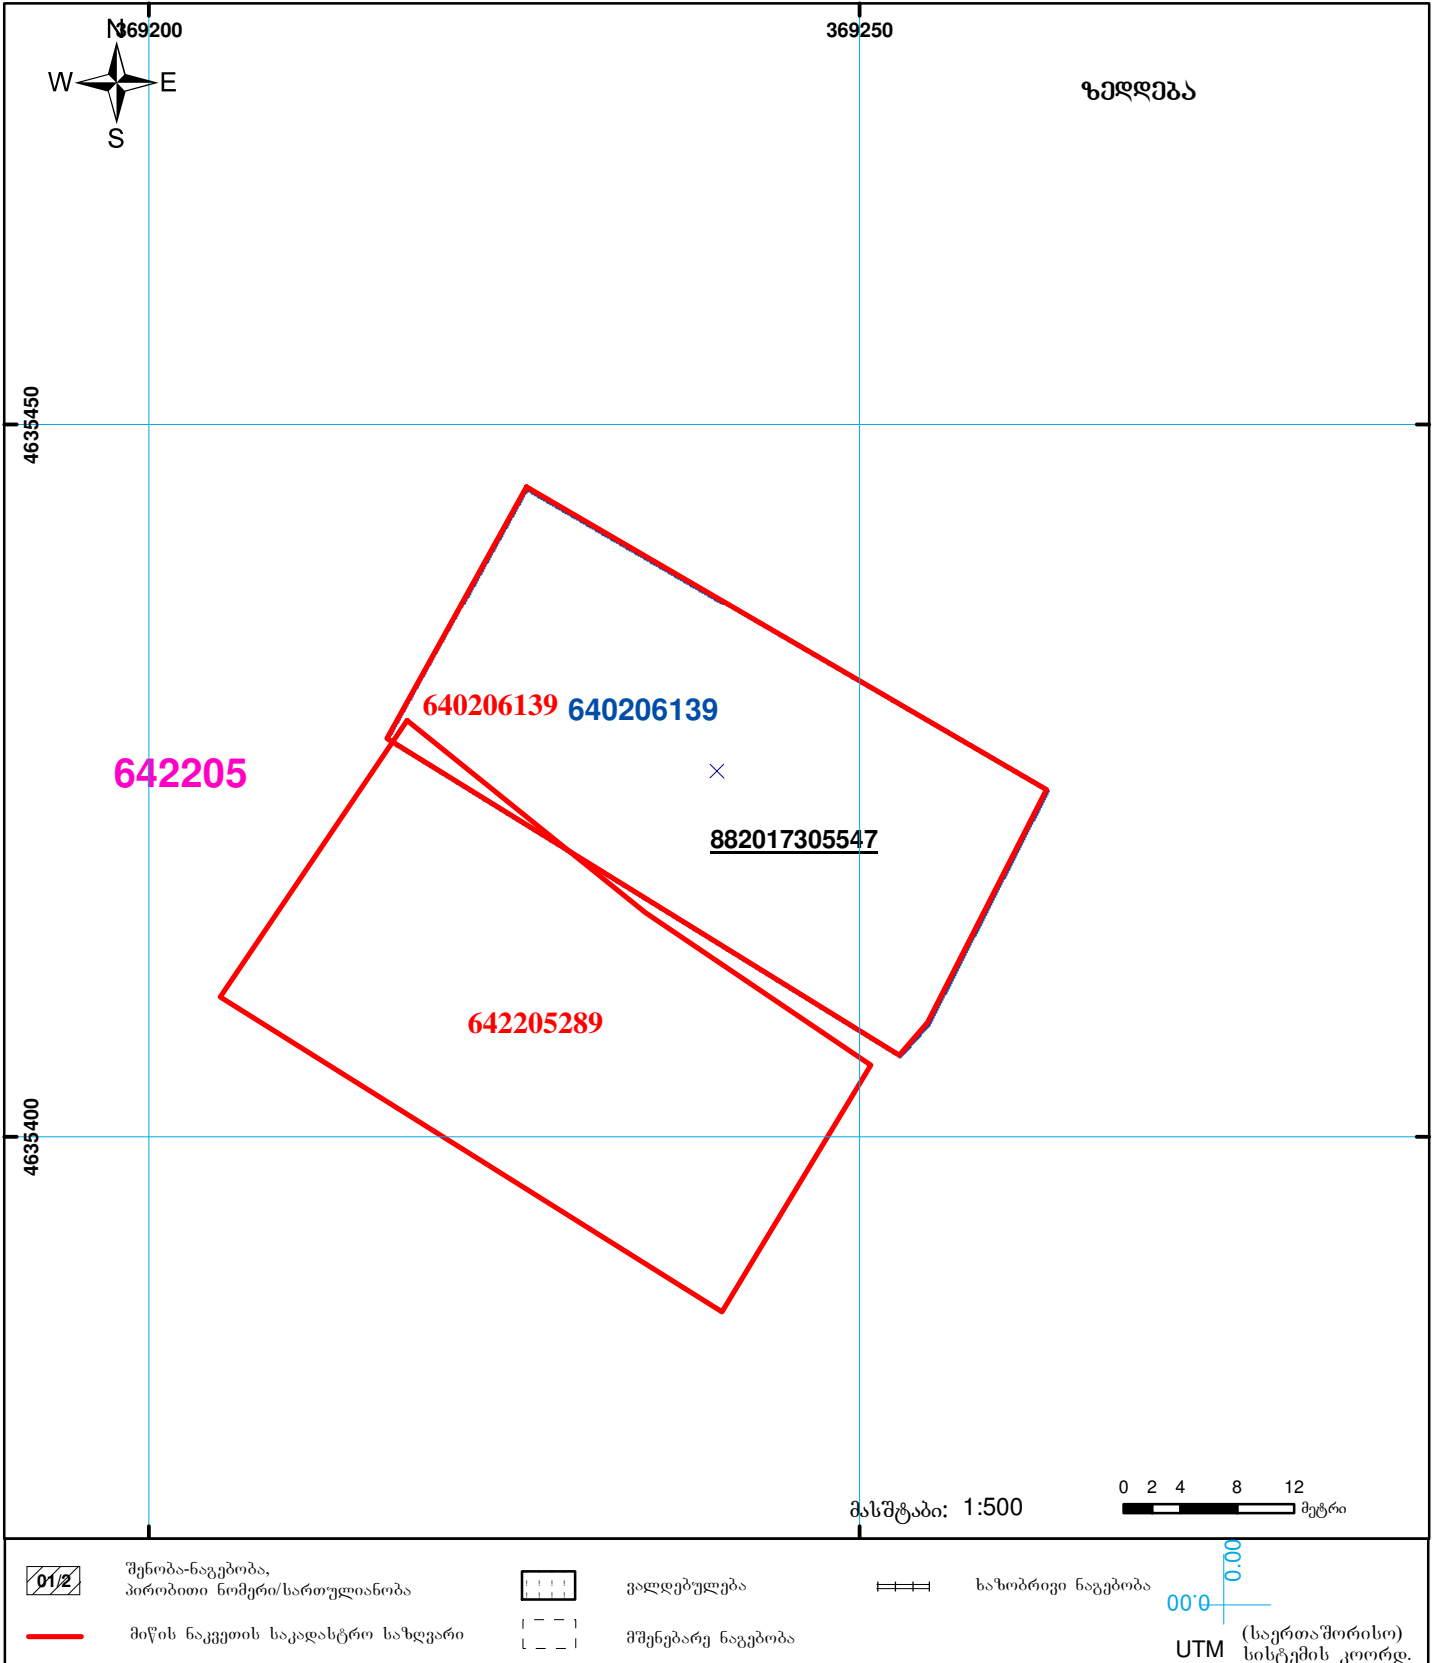 369200
369250
N
W E
S
ზედდება
4635450
640206139 640206139
642205
882017305547
642205289
4635400
მასშტაბი: 1:500
0 2 4 8 12
მეტრი
01/2
შენობა-ნაგებობა,
პირობითი ნომერი/სართულიანობა
ვალდებულება
ხაზობრივი ნაგებობა
00.0
00.0
მიწის ნაკვეთის საკადასტრო საზღვარი
მშენებარე ნაგებობა
UTM (საერთაშორისო)
სისტემის კოორდ.